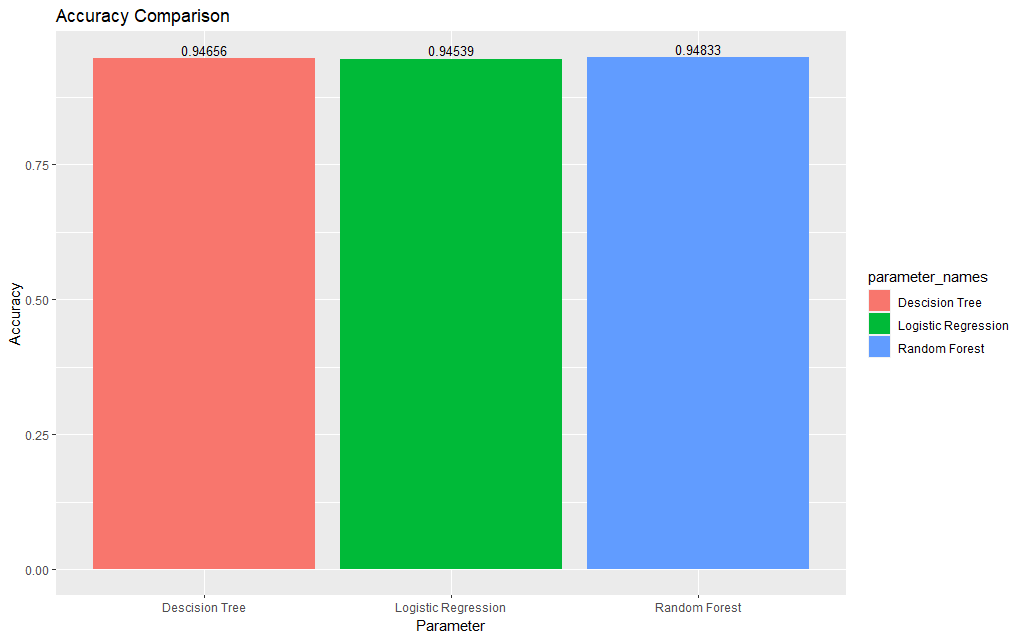 Accuracy Comparison
0.94656
0.94539
0.94833
0.75
0.50
0.25
0.00
Accuracy
Descision Tree
Logistic Regression
Random Forest
Parameter
parameter_names
Descision Tree
Logistic Regression
Random Forest